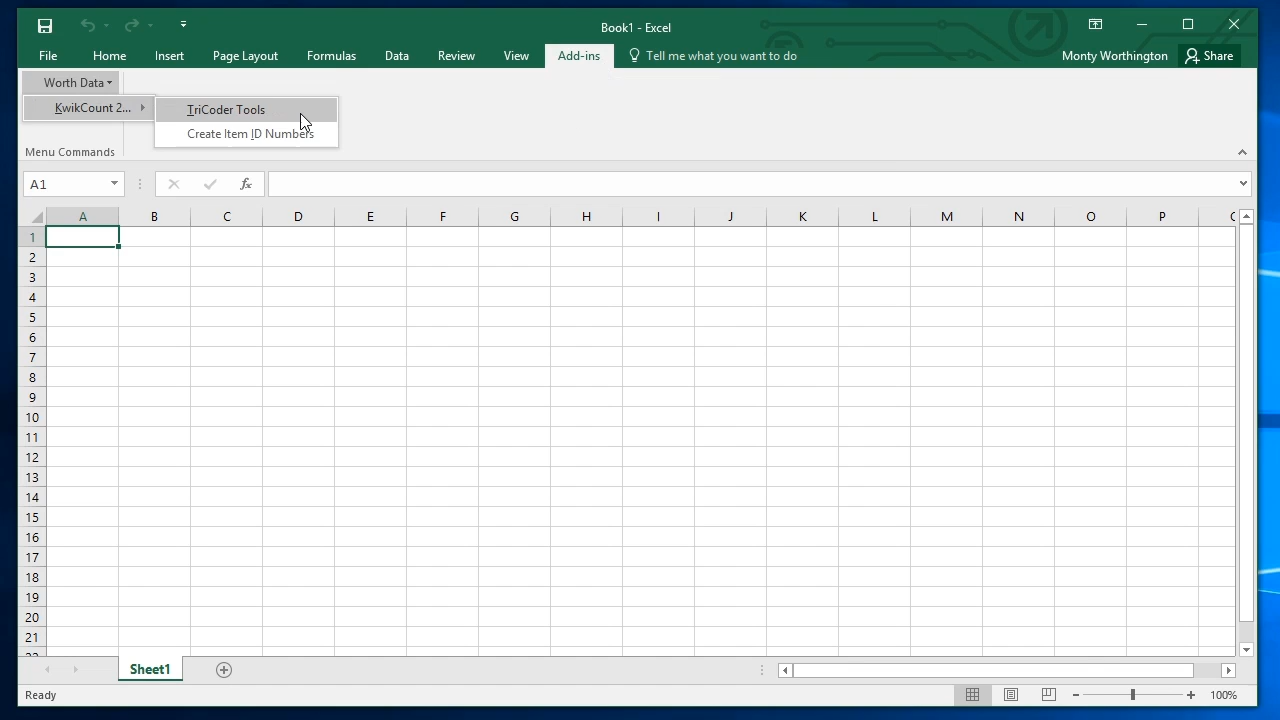 Book1 - Excel
File Home Insert Page Layout Formulas Data Review View Add-ins Tell me what you want to do Monty Worthington Share
Worth Data
KwikCount 2...
TriCoder Tools
Create Item ID Numbers
Menu Commands
A1 fx
A B C D E F G H I J K L M N O P
1
2
3
4
5
6
7
8
9
10
11
12
13
14
15
16
17
18
19
20
21
Sheet1
Ready 100%